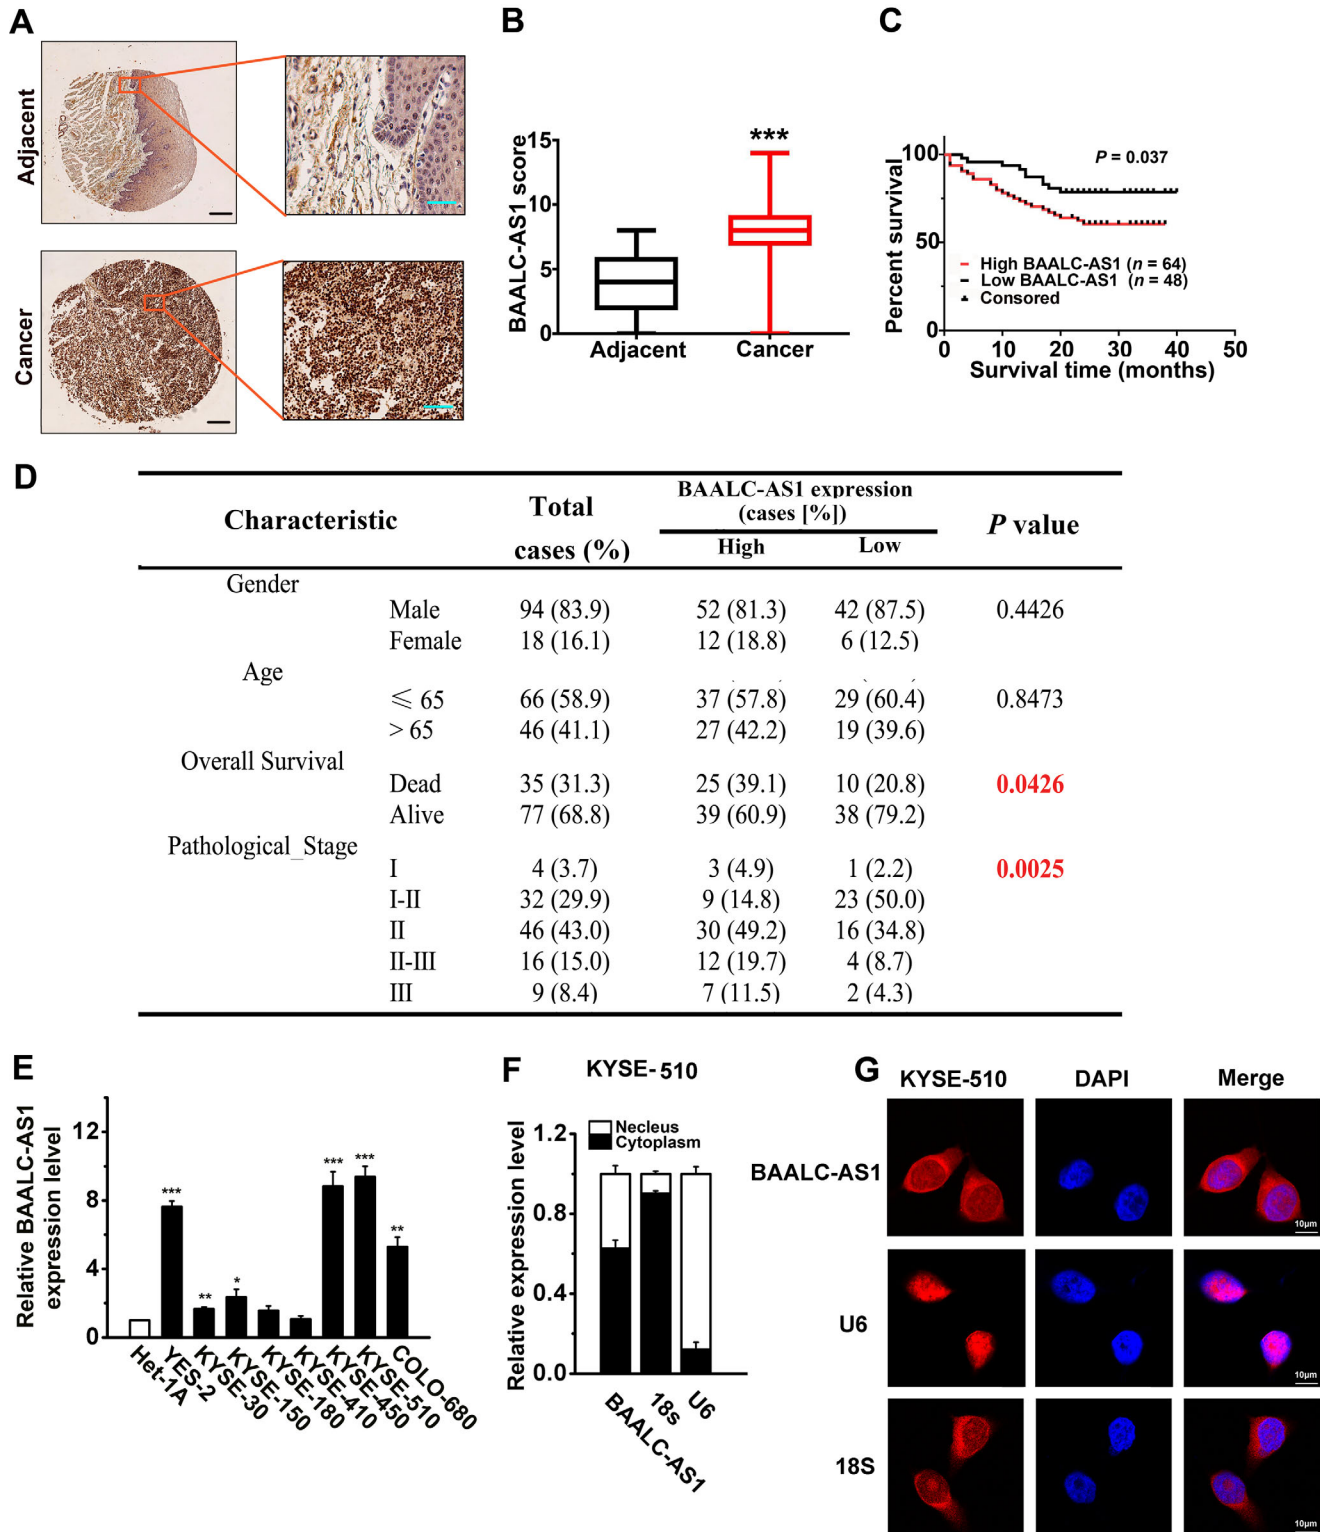 A
Adjacent
Cancer
B
BAALC-AS1 score
15
10
5
0
***
Adjacent
Cancer
C
Percent survival
100
50
0
P = 0.037
High BAALC-AS1 (n = 64)
Low BAALC-AS1 (n = 48)
Consored
0 10 20 30 40 50
Survival time (months)
D
Characteristic
Total cases (%)
BAALC-AS1 expression
(cases [%])
High Low
P value
Gender
Male 94 (83.9) 52 (81.3) 42 (87.5) 0.4426
Female 18 (16.1) 12 (18.8) 6 (12.5)
Age
≤ 65 66 (58.9) 37 (57.8) 29 (60.4) 0.8473
> 65 46 (41.1) 27 (42.2) 19 (39.6)
Overall Survival
Dead 35 (31.3) 25 (39.1) 10 (20.8) 0.0426
Alive 77 (68.8) 39 (60.9) 38 (79.2)
Pathological_Stage
I 4 (3.7) 3 (4.9) 1 (2.2) 0.0025
I-II 32 (29.9) 9 (14.8) 23 (50.0)
II 46 (43.0) 30 (49.2) 16 (34.8)
II-III 16 (15.0) 12 (19.7) 4 (8.7)
III 9 (8.4) 7 (11.5) 2 (4.3)
E
Relative BAALC-AS1
expression lelvel
12
8
4
0
***
**
*
***
***
**
Het-1A
YES-2
KYSE-30
KYSE-150
KYSE-180
KYSE-410
KYSE-450
KYSE-510
COLO-680
F
KYSE-510
Relative expression level
1.2
0.8
0.4
0.0
Necleus
Cytoplasm
BAALC-AS1
18s
U6
G
KYSE-510 DAPI Merge
BAALC-AS1
10μm
U6
10μm
18S
10μm